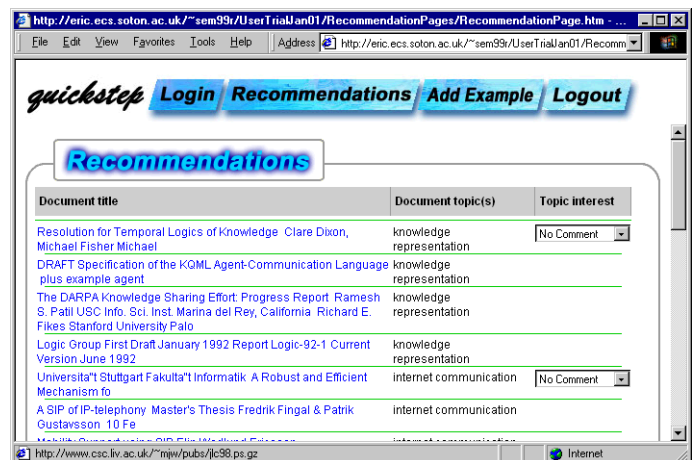 http://eric.ecs.soton.ac.uk/~sem99r/UserTrialJan01/RecommendationPages/RecommendationPage.htm - ...
File Edit View Favorites Tools Help Address http://eric.ecs.soton.ac.uk/~sem99r/UserTrialJan01/Recomm
quickstep Login Recommendations Add Example Logout
Recommendations
Document title Document topic(s) Topic interest
Resolution for Temporal Logics of Knowledge Clare Dixon, knowledge No Comment
Michael Fisher Michael representation
DRAFT Specification of the KQML Agent-Communication Language knowledge
plus example agent representation
The DARPA Knowledge Sharing Effort: Progress Report Ramesh knowledge
S. Patil USC Info. Sci. Inst. Marina del Rey, California Richard E. representation
Fikes Stanford University Palo
Logic Group First Draft January 1992 Report Logic-92-1 Current knowledge
Version June 1992 representation
Universita"t Stuttgart Fakulta"t Informatik A Robust and Efficient internet communication No Comment
Mechanism fo
A SIP of IP-telephony Master's Thesis Fredrik Fingal & Patrik internet communication
Gustavsson 10 Fe
http://www.csc.liv.ac.uk/~mjw/pubs/jlc98.ps.gz Internet